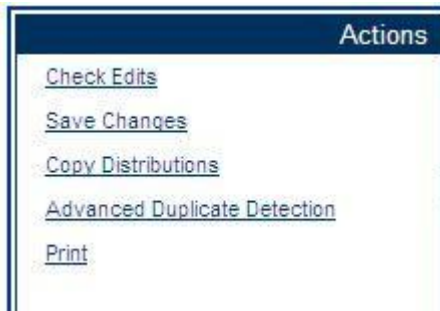 Actions
Check Edits
Save Changes
Copy Distributions
Advanced Duplicate Detection
Print